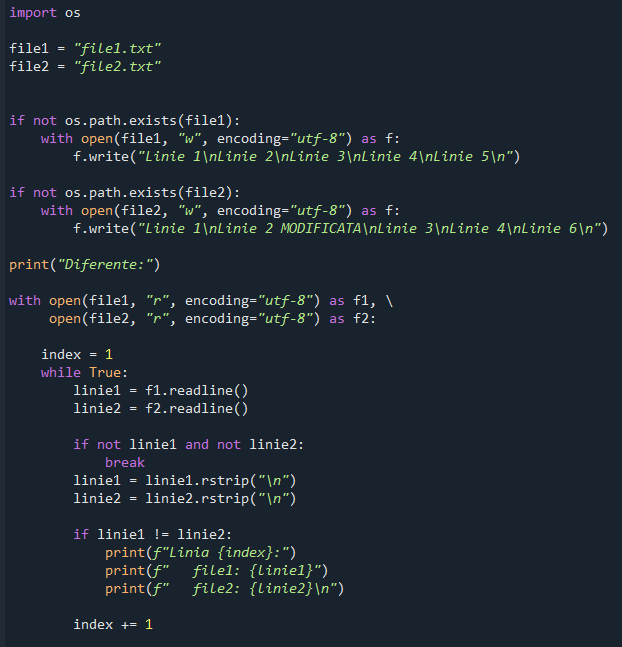 import os
file1 = "file1.txt"
file2 = "file2.txt"
if not os.path.exists(file1):
    with open(file1, "w", encoding="utf-8") as f:
        f.write("Linie 1\nLinie 2\nLinie 3\nLinie 4\nLinie 5\n")
if not os.path.exists(file2):
    with open(file2, "w", encoding="utf-8") as f:
        f.write("Linie 1\nLinie 2 MODIFICATA\nLinie 3\nLinie 4\nLinie 6\n")
print("Diferente:")
with open(file1, "r", encoding="utf-8") as f1, \
     open(file2, "r", encoding="utf-8") as f2:
    index = 1
    while True:
        linie1 = f1.readline()
        linie2 = f2.readline()
        if not linie1 and not linie2:
            break
        linie1 = linie1.rstrip("\n")
        linie2 = linie2.rstrip("\n")
        if linie1 != linie2:
            print(f"Linia {index}:")
            print(f"   file1: {linie1}")
            print(f"   file2: {linie2}\n")
        index += 1